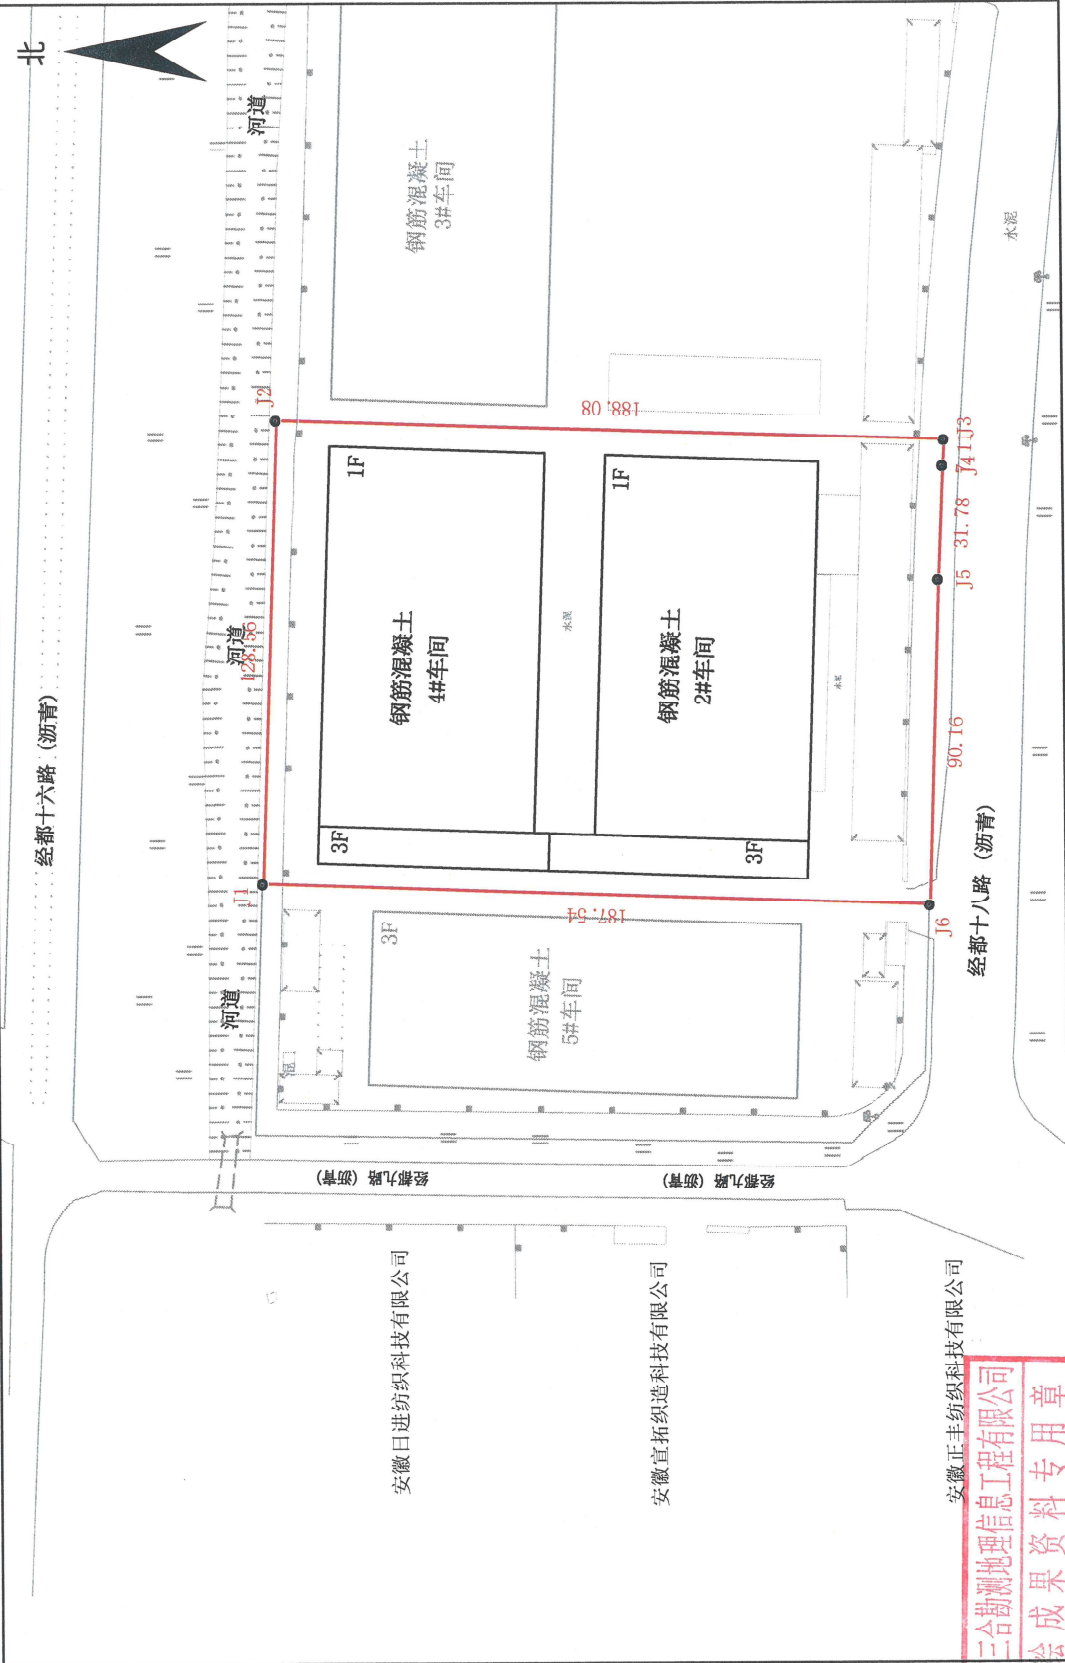 北
经都十六路 (沥青)
河道
河道
河道
J1
128.56
J2
188.08
J3
J4
31.78
J5
90.16
J6
187.54
钢筋混凝土
3#车间
1F
钢筋混凝土
4#车间
3F
水泥
1F
钢筋混凝土
2#车间
3F
3F
钢筋混凝土
5#车间
混
水泥
经都十八路 (沥青)
经都九路 (沥青)
经都九路 (沥青)
安徽日进纺织科技有限公司
安徽宣拓织造科技有限公司
安徽正丰纺织科技有限公司
三合勘测地理信息工程有限公司
绘成果资料专用章